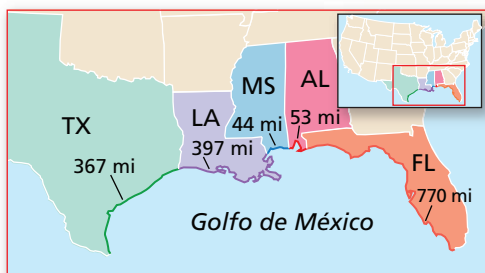 MS
AL
TX
LA
44 mi
53 mi
397 mi
367 mi
FL
770 mi
Golfo de México